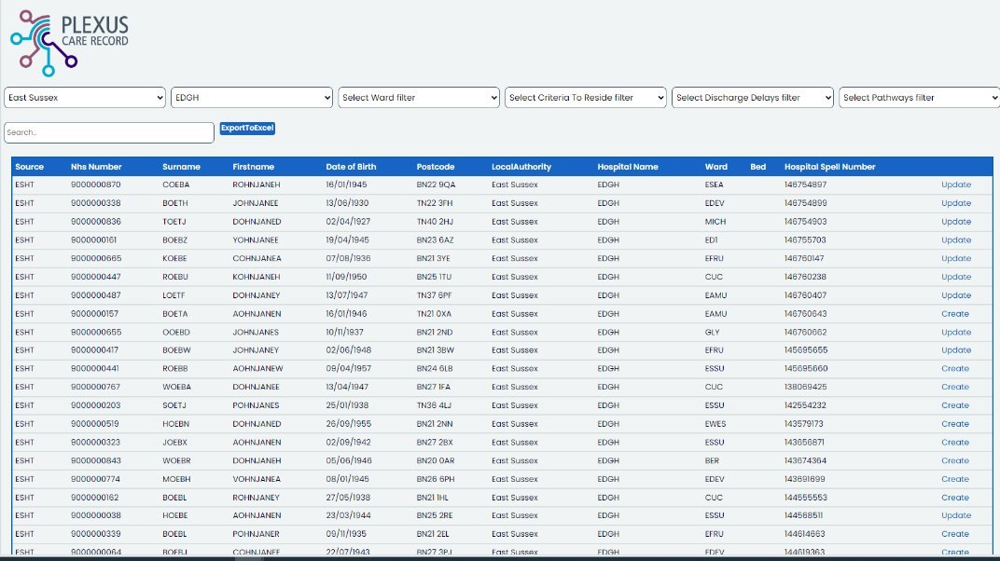 PLEXUS
CARE RECORD
East Sussex EDGH Select Ward filter Select Criteria To Reside filter Select Discharge Delays filter Select Pathways filter
Search.. ExportToExcel
Source Nhs Number Surname Firstname Date of Birth Postcode LocalAuthority Hospital Name Ward Bed Hospital Spell Number
ESHT 9000000870 COEBA ROHNJANEH 16/01/1945 BN22 9QA East Sussex EDGH ESEA 146754897 Update
ESHT 9000000338 BOETH JOHNJANEE 13/06/1930 TN22 3FH East Sussex EDGH EDEV 146754899 Update
ESHT 9000000836 TOETJ DOHNJANED 02/04/1927 TN40 2HJ East Sussex EDGH MICH 146754903 Update
ESHT 9000000161 BOEBZ YOHNJANEE 19/04/1945 BN23 6AZ East Sussex EDGH ED1 146755703 Update
ESHT 9000000665 KOEBE COHNJANEA 07/08/1936 BN21 3YE East Sussex EDGH EFRU 146760147 Update
ESHT 9000000447 ROEBU KOHNJANEH 11/09/1950 BN25 1TU East Sussex EDGH CUC 146760238 Update
ESHT 9000000487 LOETF DOHNJANEY 13/07/1947 TN37 6PF East Sussex EDGH EAMU 146760407 Update
ESHT 9000000157 BOETA AOHNJANEN 16/01/1946 TN21 0XA East Sussex EDGH EAMU 146760643 Create
ESHT 9000000655 OOEBD JOHNJANES 10/11/1937 BN21 2ND East Sussex EDGH GLY 146760662 Update
ESHT 9000000417 BOEBW JOHNJANEY 02/06/1948 BN21 3BW East Sussex EDGH EFRU 145695655 Update
ESHT 9000000441 ROEBB AOHNJANEW 09/04/1957 BN24 6LB East Sussex EDGH ESSU 145695660 Create
ESHT 9000000767 WOEBA DOHNJANEE 13/04/1947 BN27 1FA East Sussex EDGH CUC 138069425 Create
ESHT 9000000203 SOETJ POHNJANES 25/01/1938 TN36 4LJ East Sussex EDGH ESSU 142554232 Create
ESHT 9000000519 HOEBN DOHNJANED 26/09/1955 BN21 2NN East Sussex EDGH EWES 143579173 Create
ESHT 9000000323 JOEBX AOHNJANEN 02/09/1942 BN27 2BX East Sussex EDGH ESSU 143656871 Create
ESHT 9000000843 WOEBR DOHNJANEH 05/06/1946 BN20 0AR East Sussex EDGH BER 143674364 Create
ESHT 9000000774 MOEBH VOHNJANEA 08/01/1945 BN26 6PH East Sussex EDGH EDEV 143691699 Create
ESHT 9000000162 BOEBL ROHNJANEY 27/05/1938 BN21 1HL East Sussex EDGH CUC 144555553 Create
ESHT 9000000038 HOEBE AOHNJANEN 23/03/1944 BN25 2RE East Sussex EDGH ESSU 144568511 Update
ESHT 9000000339 BOEBL POHNJANER 09/11/1935 BN21 2EL East Sussex EDGH EFRU 144614663 Create
ESHT 9000000064 BOEBJ COHNJANEE 22/07/1943 BN27 3PJ East Sussex EDGH EDEV 144619363 Create